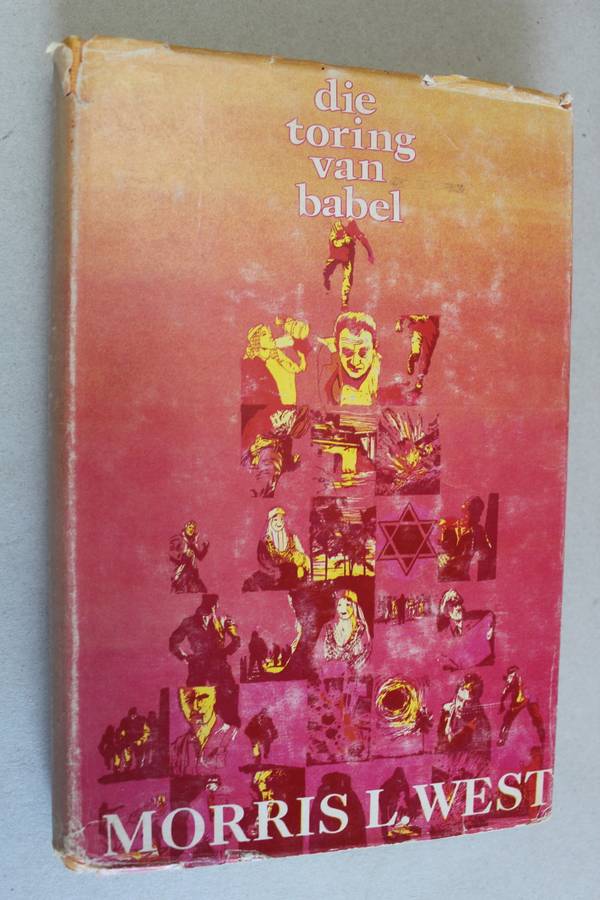 die
toring
van
babel
MORRIS L. WEST